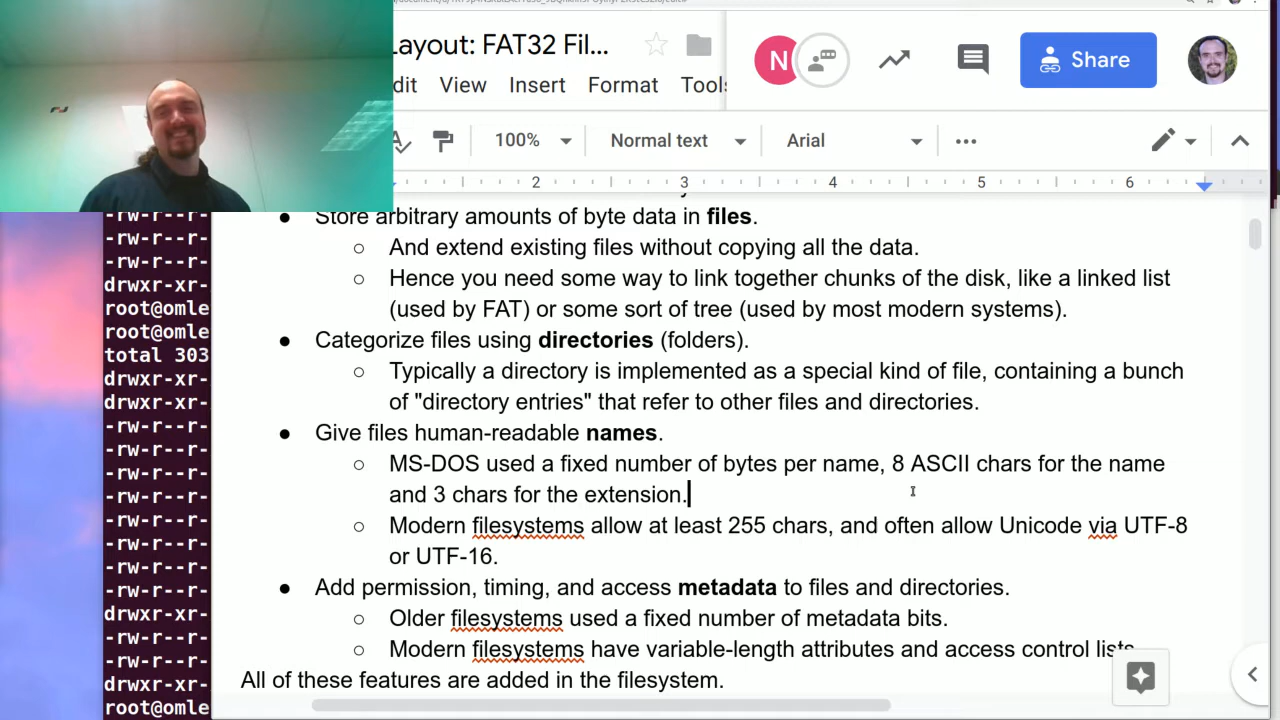 Layout: FAT32 Fil...
N
Share
dit View Insert Format Tools
100% Normal text Arial
2 3 4 5 6
-rw-r--r-
-rw-r--r-
-rw-r--r-
drwxr-xr-
root@omle
root@omle
total 303
drwxr-xr-
drwxr-xr-
-rw-r--r-
-rw-r--r-
-rw-r--r-
-rw-r--r-
-rw-r--r-
-rw-r--r-
-rw-r--r-
-rw-r--r-
drwxr-xr-
-rw-r--r-
-rw-r--r-
drwxr-xr-
root@omle
● Store arbitrary amounts of byte data in files.
○ And extend existing files without copying all the data.
○ Hence you need some way to link together chunks of the disk, like a linked list
(used by FAT) or some sort of tree (used by most modern systems).
● Categorize files using directories (folders).
○ Typically a directory is implemented as a special kind of file, containing a bunch
of "directory entries" that refer to other files and directories.
● Give files human-readable names.
○ MS-DOS used a fixed number of bytes per name, 8 ASCII chars for the name
and 3 chars for the extension.
○ Modern filesystems allow at least 255 chars, and often allow Unicode via UTF-8
or UTF-16.
● Add permission, timing, and access metadata to files and directories.
○ Older filesystems used a fixed number of metadata bits.
○ Modern filesystems have variable-length attributes and access control lists.
All of these features are added in the filesystem.